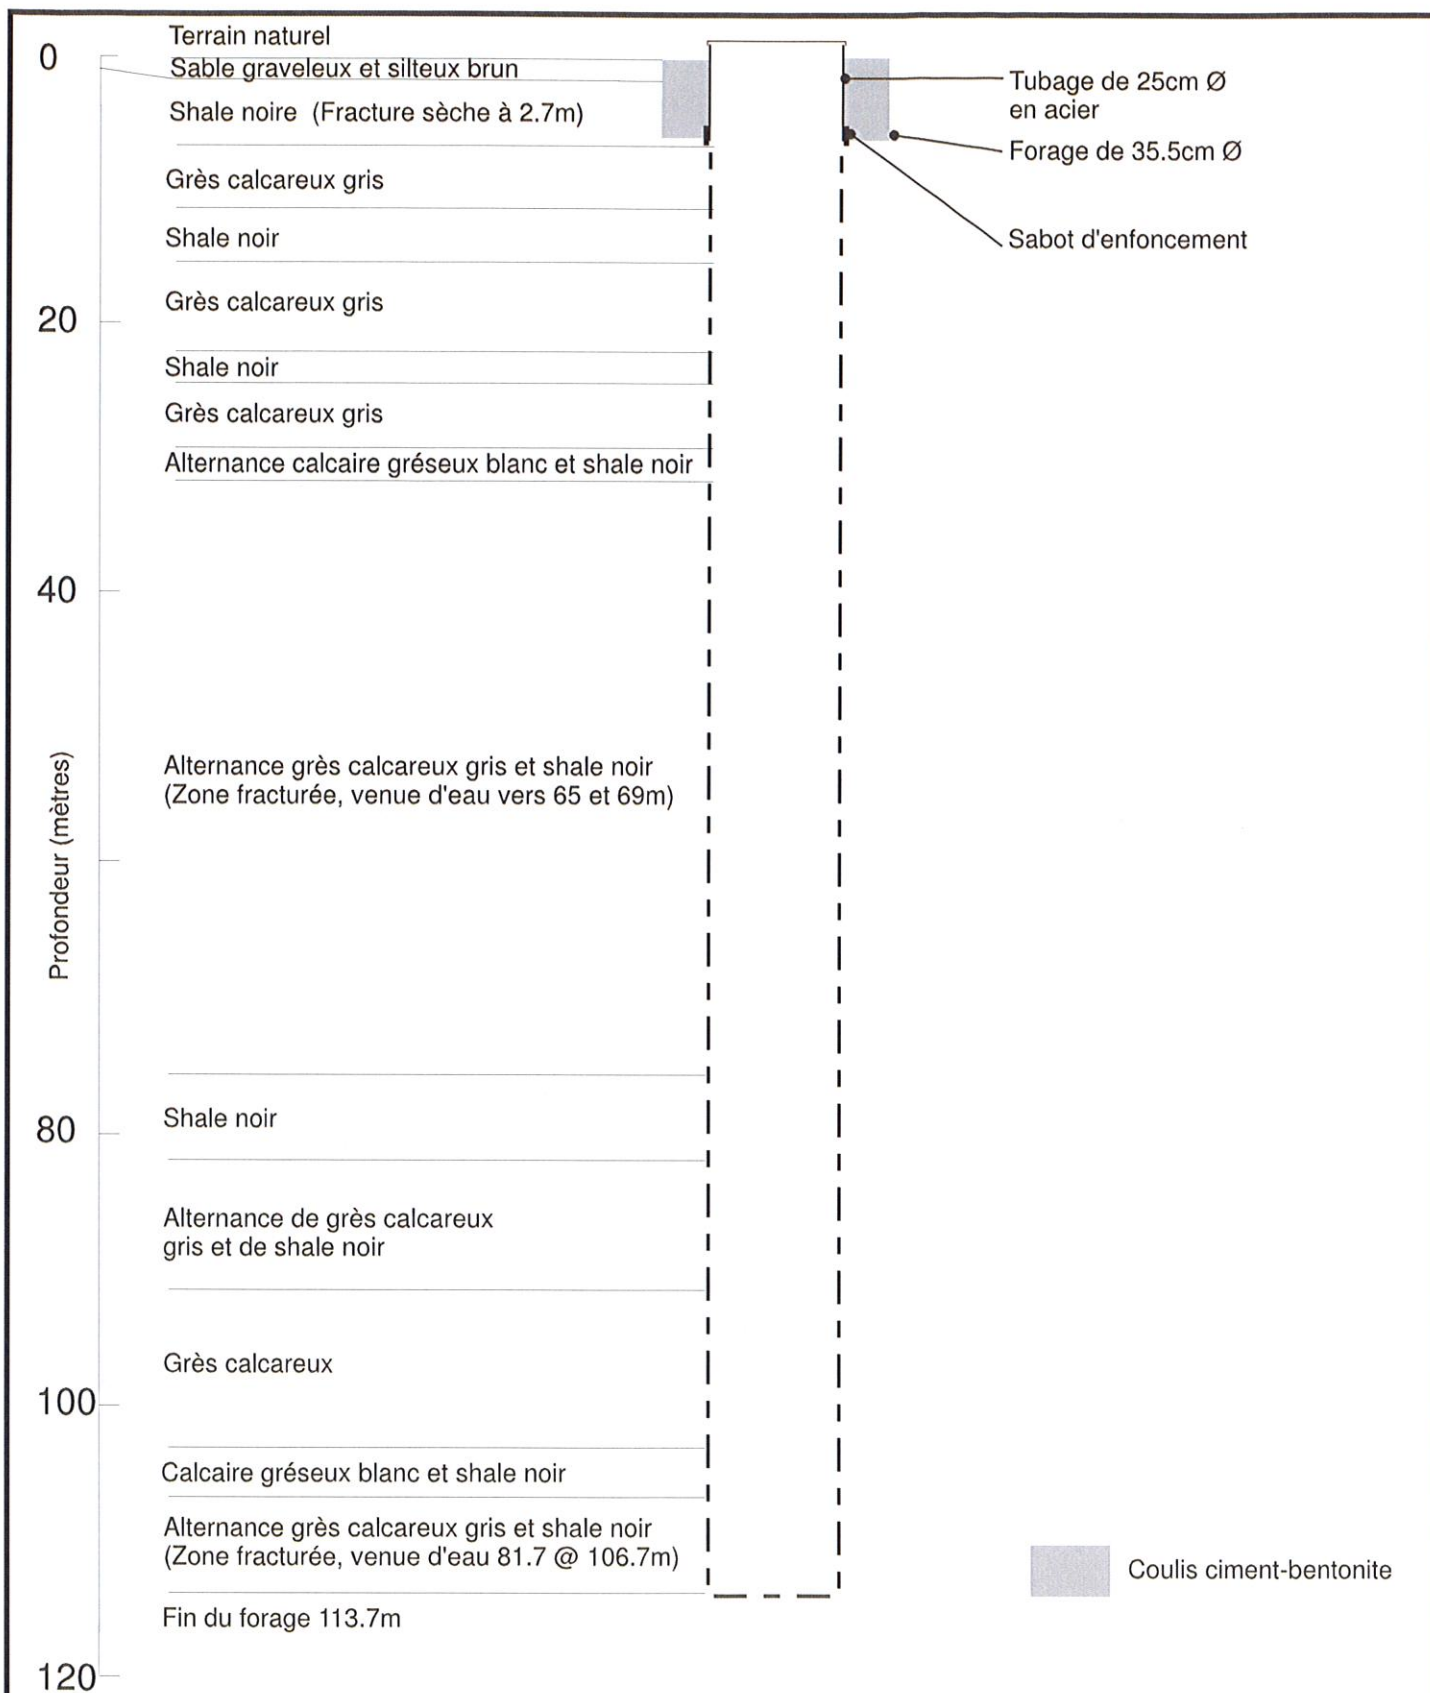 Terrain naturel
0
Sable graveleux et silteux brun
Shale noire (Fracture sèche à 2.7m)
Tubage de 25cm Ø
en acier
Forage de 35.5cm Ø
Sabot d'enfoncement
Grès calcareux gris
Shale noir
Grès calcareux gris
20
Shale noir
Grès calcareux gris
Alternance calcaire gréseux blanc et shale noir
40
Alternance grès calcareux gris et shale noir
(Zone fracturée, venue d'eau vers 65 et 69m)
Profondeur (mètres)
Shale noir
80
Alternance de grès calcareux
gris et de shale noir
Grès calcareux
100
Calcaire gréseux blanc et shale noir
Alternance grès calcareux gris et shale noir
(Zone fracturée, venue d'eau 81.7 @ 106.7m)
Coulis ciment-bentonite
Fin du forage 113.7m
120